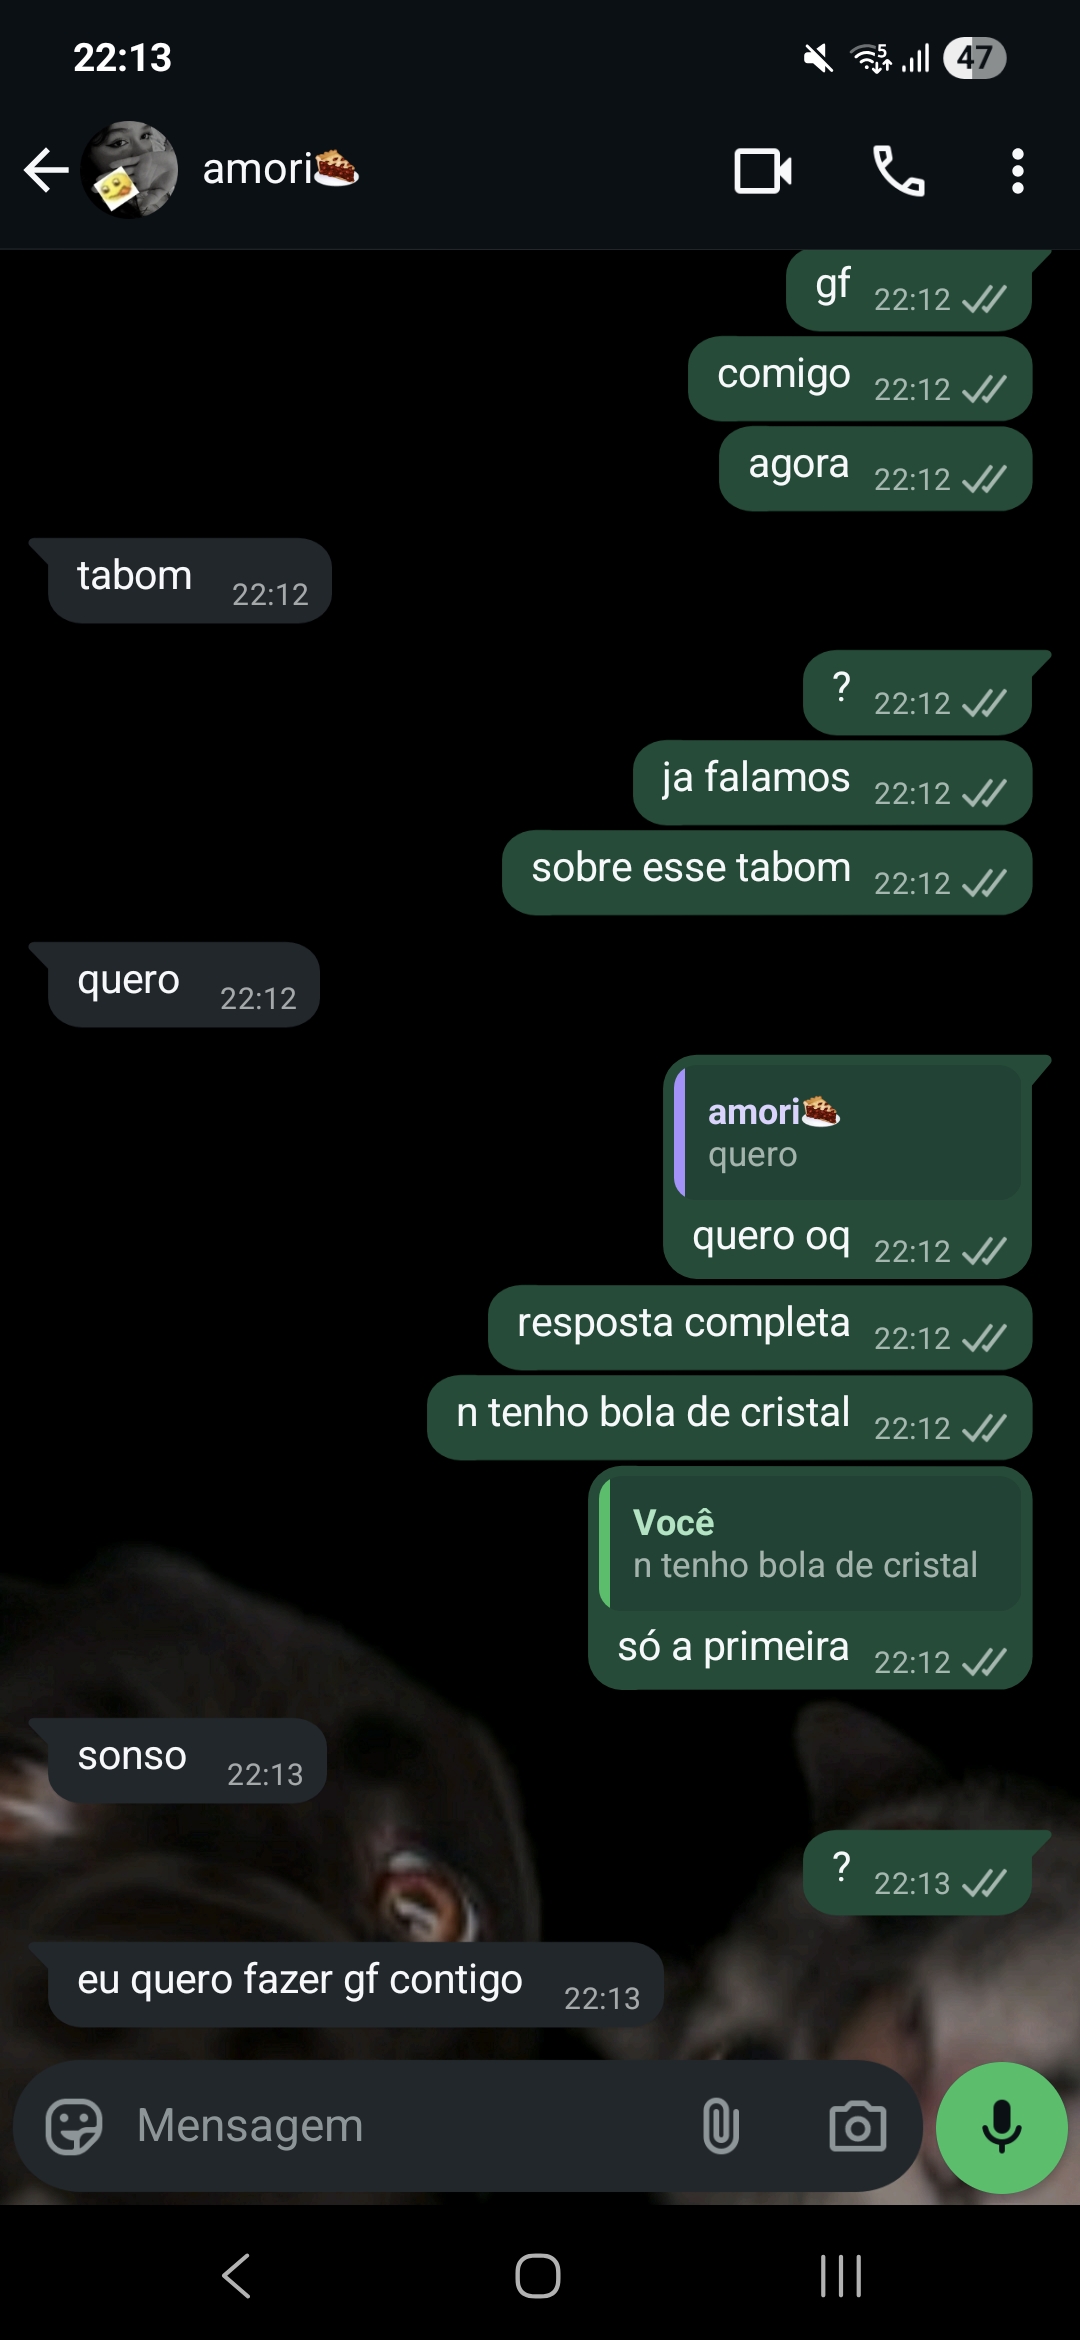 22:13
5
47
amori🥧
gf 22:12
comigo 22:12
agora 22:12
tabom 22:12
? 22:12
ja falamos 22:12
sobre esse tabom 22:12
quero 22:12
amori🥧
quero
quero oq 22:12
resposta completa 22:12
n tenho bola de cristal 22:12
Você
n tenho bola de cristal
só a primeira 22:12
sonso 22:13
? 22:13
eu quero fazer gf contigo 22:13
Mensagem